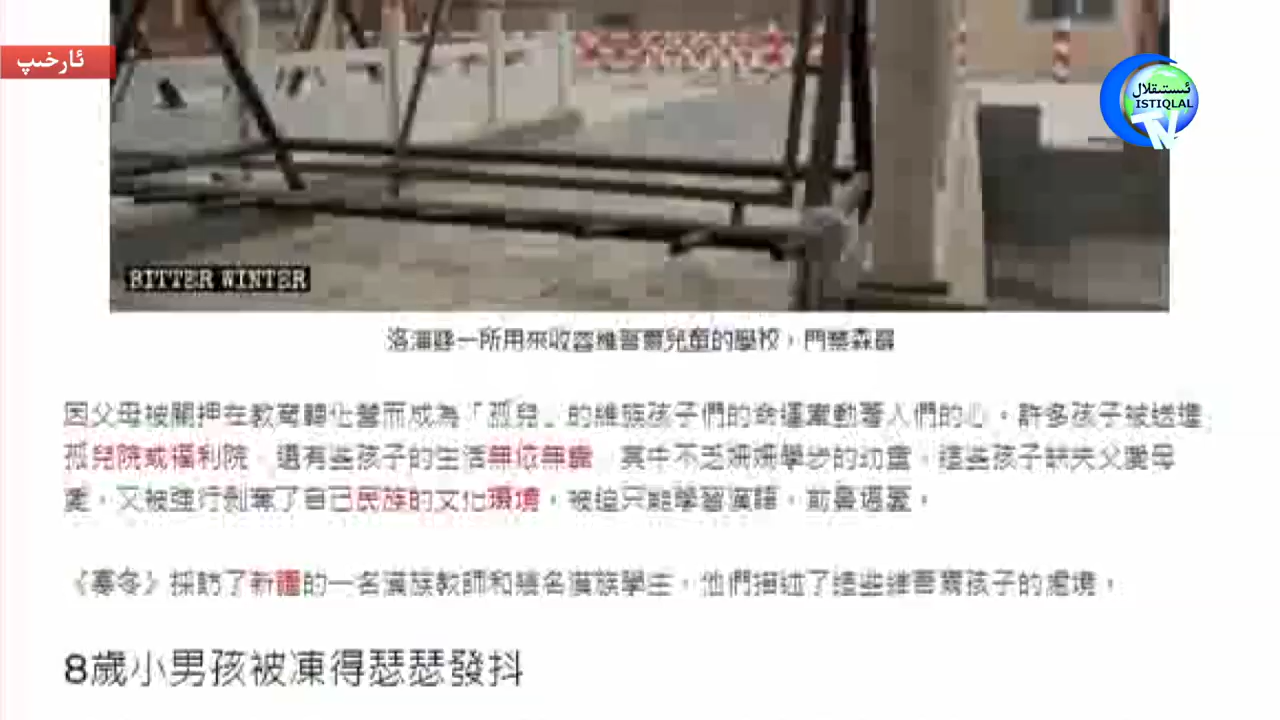 ئارخىپ
ئىستىقلال
ISTIQLAL
TV
BITTER WINTER
洛浦縣一所用來收容維吾爾兒童的學校，門禁森嚴
因父母被關押在教育轉化營而成為「孤兒」的維族孩子們的命運牽動著人們的心。許多孩子被送進
孤兒院或福利院，還有些孩子的生活無依無靠，其中不乏姍姍學步的幼童。這些孩子缺失父愛母
愛，又被強行剝奪了自己民族的文化環境，被迫只能學習漢語，前景堪憂。
《寒冬》採訪了新疆的一名漢族教師和幾名漢族學生，他們描述了這些維吾爾孩子的處境。
8歲小男孩被凍得瑟瑟發抖